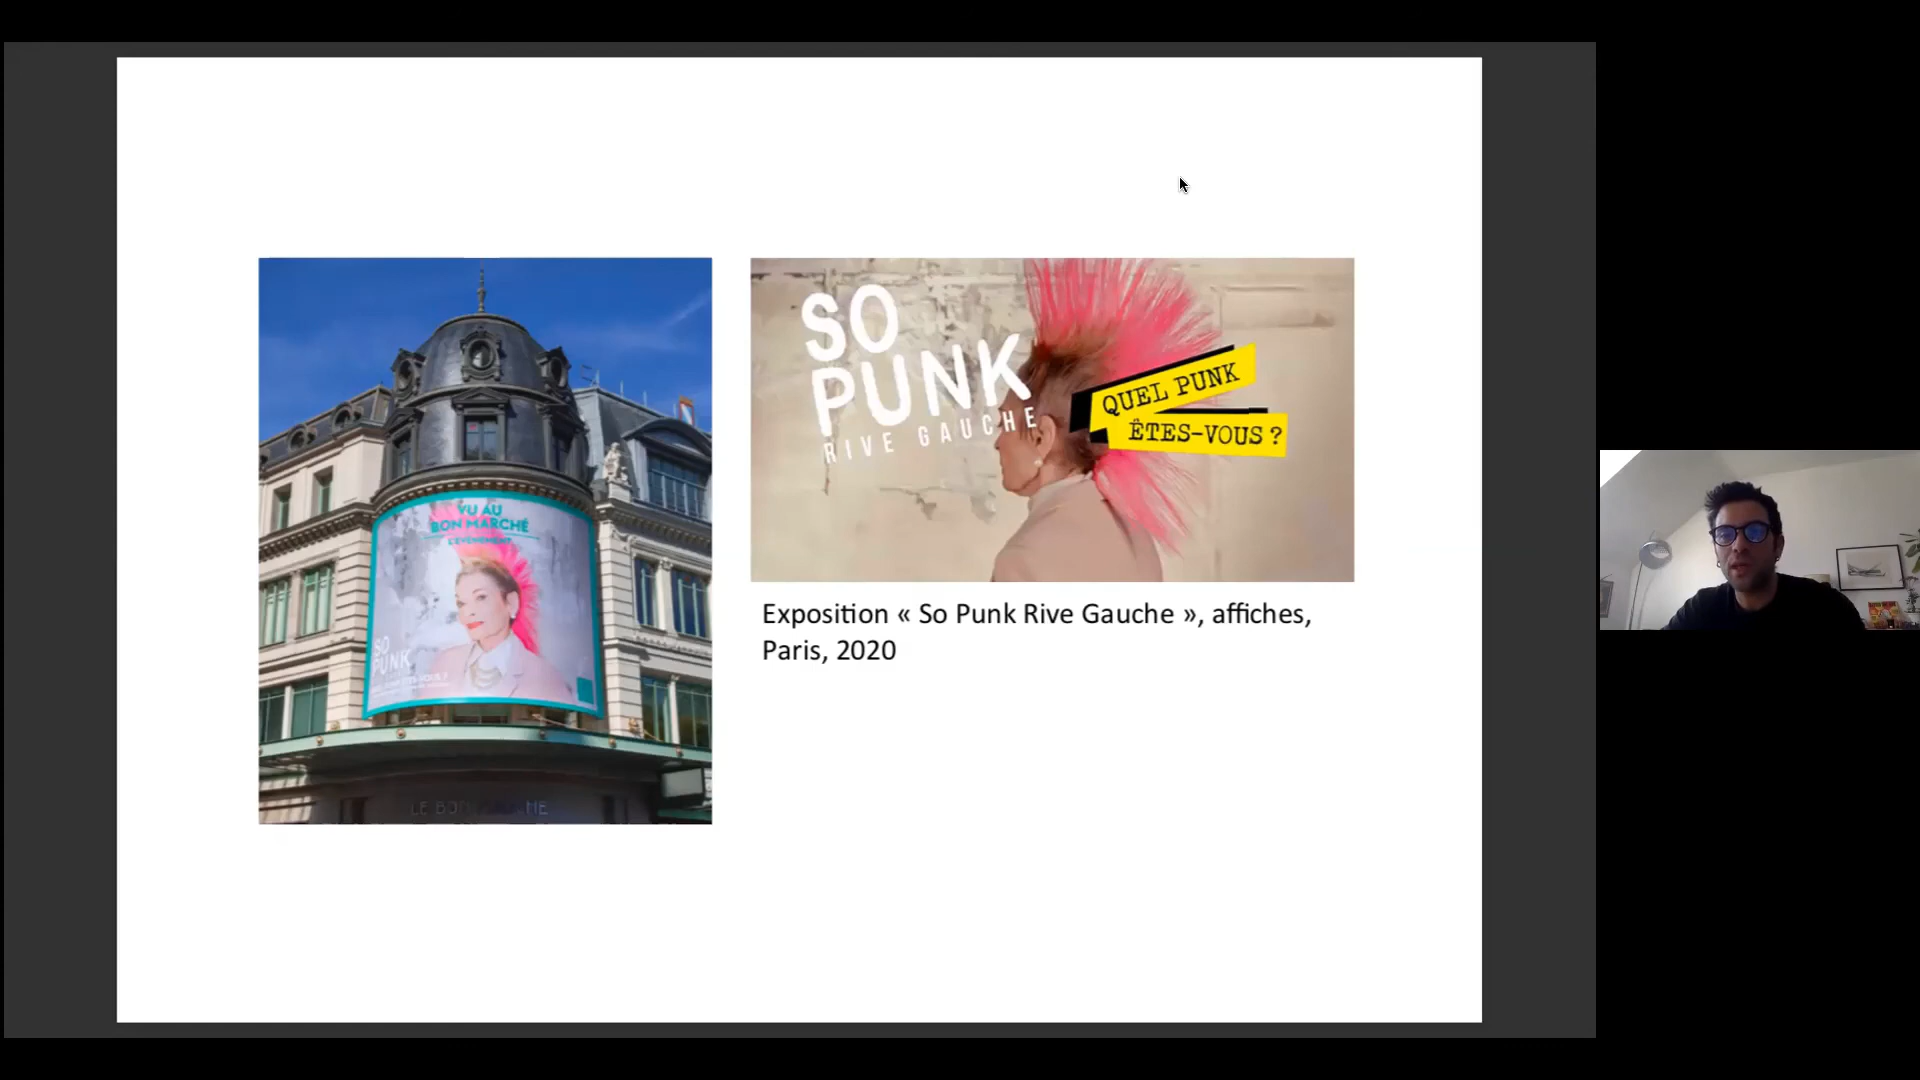 VU AU
BON MARCHÉ
L'ÉVÉNEMENT
SO
PUNK
SO
PUNK
RIVE GAUCHE
QUEL PUNK
ÊTES-VOUS ?
Exposition « So Punk Rive Gauche », affiches,
Paris, 2020